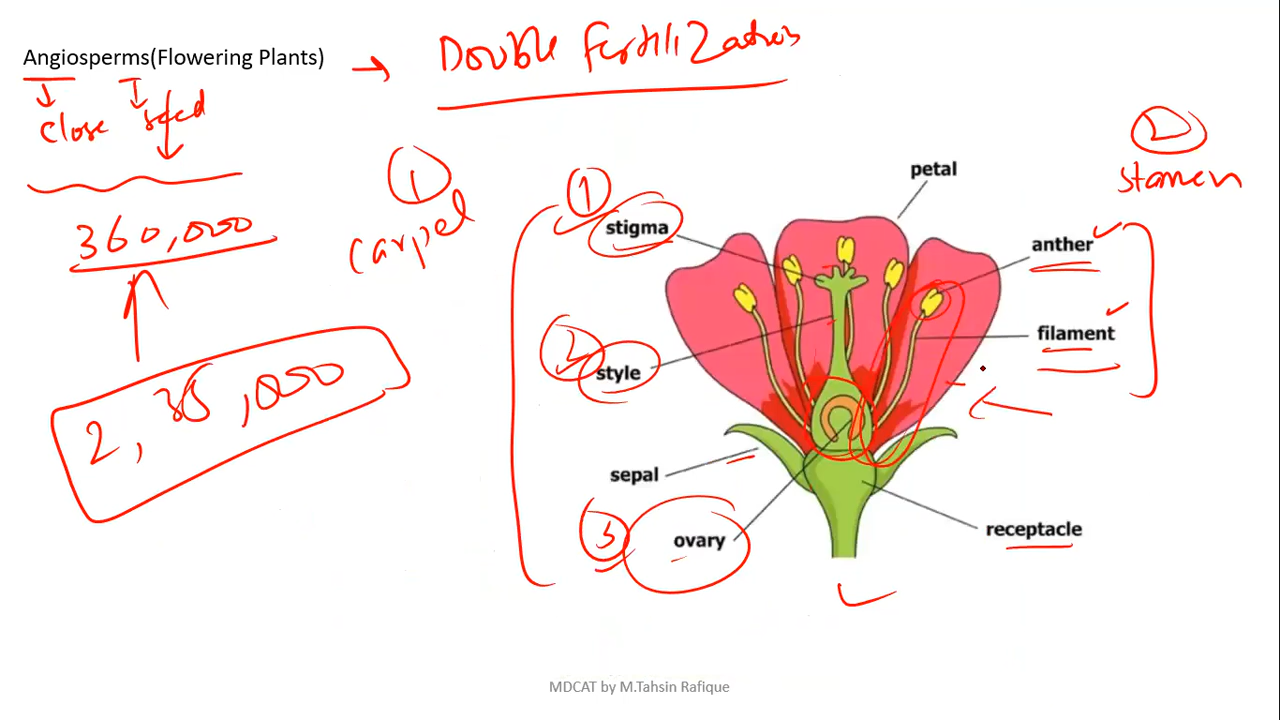 Angiosperms(Flowering Plants) → Double Fertilization
close seed
360,000
2, 35,000
1
carpel
2
stamen
petal
1
stigma
anther
filament
2
style
sepal
3
ovary
receptacle
MDCAT by M.Tahsin Rafique